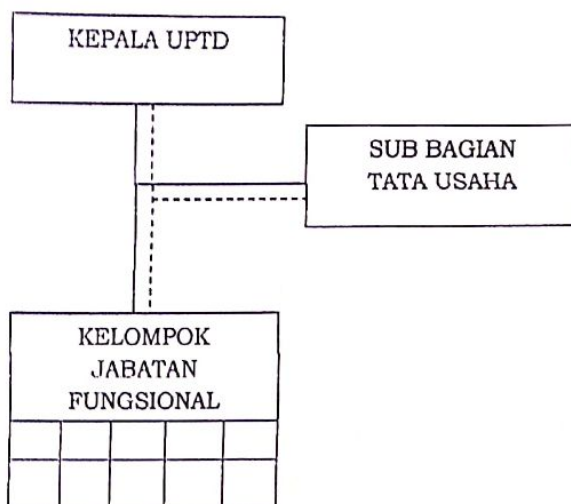 KEPALA UPTD
SUB BAGIAN
TATA USAHA
KELOMPOK
JABATAN
FUNGSIONAL